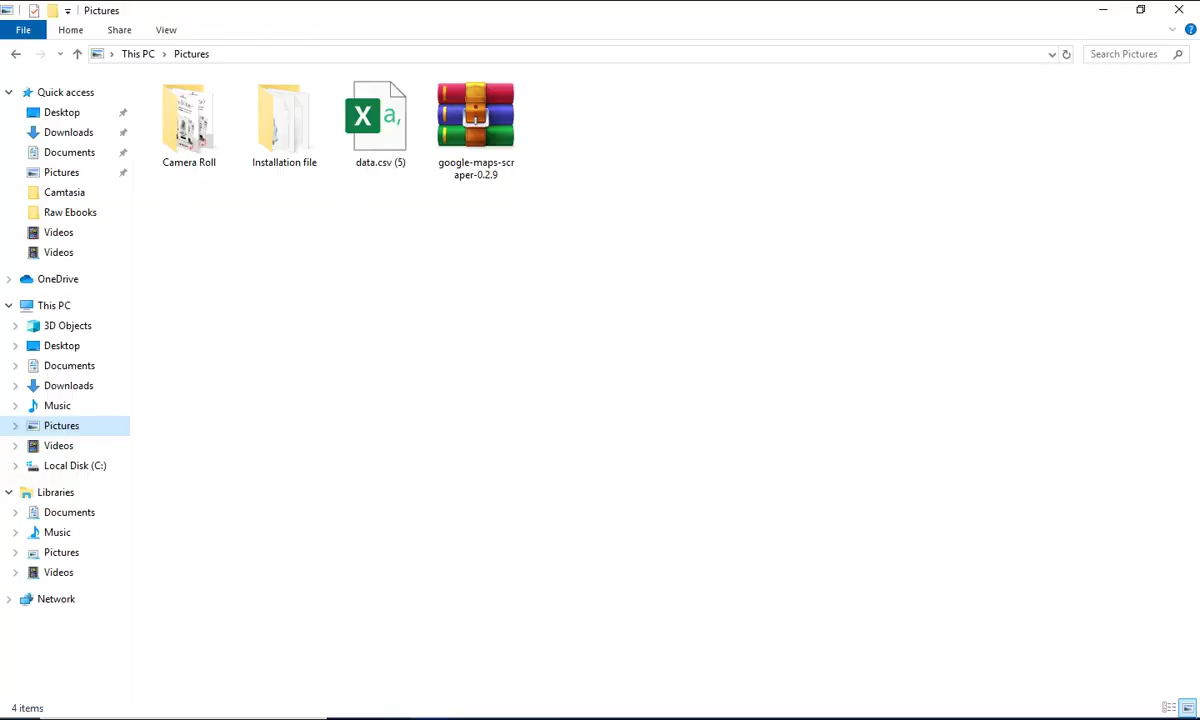 Pictures
File
Home
Share
View
This PC
Pictures
Search Pictures
Quick access
Desktop
Downloads
Documents
Pictures
Camtasia
Raw Ebooks
Videos
Videos
OneDrive
This PC
3D Objects
Desktop
Documents
Downloads
Music
Pictures
Videos
Local Disk (C:)
Libraries
Documents
Music
Pictures
Videos
Network
X a,
Camera Roll
Installation file
data.csv (5)
google-maps-scr
aper-0.2.9
4 items